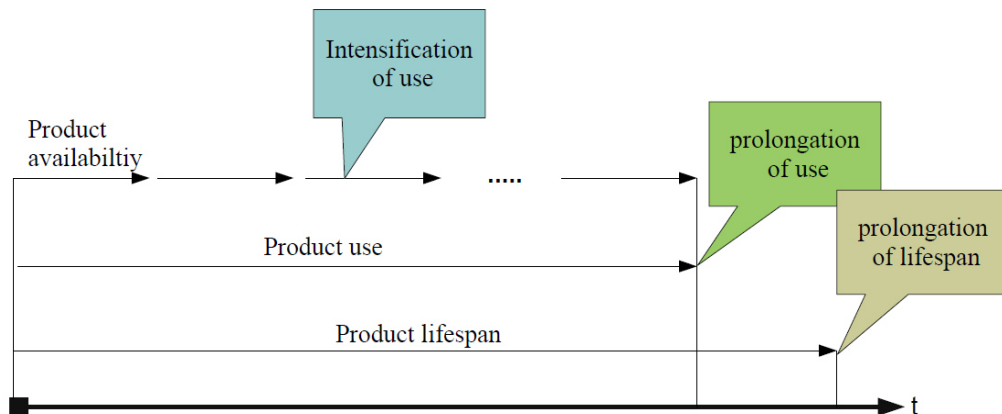 Intensification
of use
Product
availabiltiy
prolongation
of use
.....
prolongation
of lifespan
Product use
Product lifespan
t